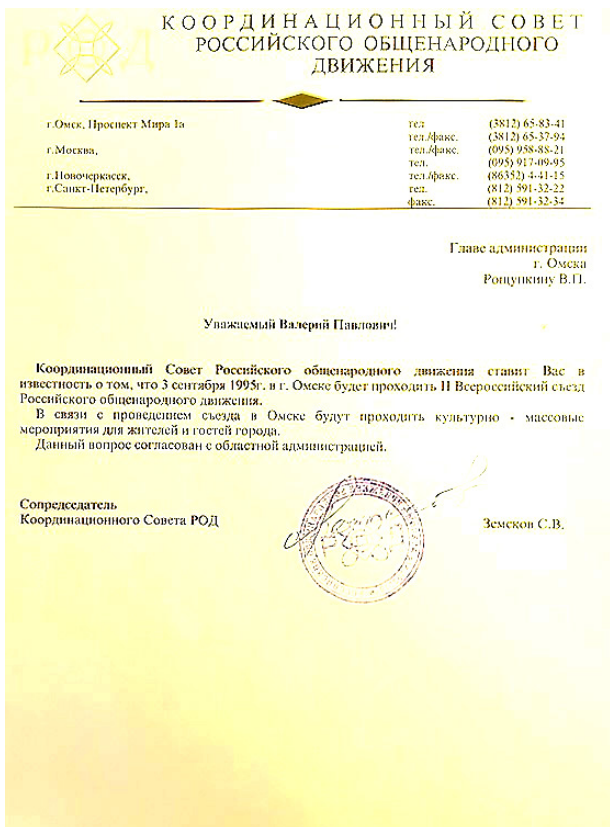 РОД
КООРДИНАЦИОННЫЙ СОВЕТ
РОССИЙСКОГО ОБЩЕНАРОДНОГО
ДВИЖЕНИЯ
г.Омск, Проспект Мира 1а тел. (3812) 65-83-41
тел./факс. (3812) 65-37-94
г.Москва, тел./факс. (095) 958-88-21
тел. (095) 917-09-95
г.Новочеркасск, тел./факс. (86352) 4-41-15
г.Санкт-Петербург, тел. (812) 591-32-22
факс. (812) 591-32-34
Главе администрации
г. Омска
Рощупкину В.П.
Уважаемый Валерий Павлович!
Координационный Совет Российского общенародного движения ставит Вас в
известность о том, что 3 сентября 1995г. в г. Омске будет проходить II Всероссийский съезд
Российского общенародного движения.
В связи с проведением съезда в Омске будут проходить культурно - массовые
мероприятия для жителей и гостей города.
Данный вопрос согласован с областной администрацией.
Сопредседатель
Координационного Совета РОД Земсков С.В.